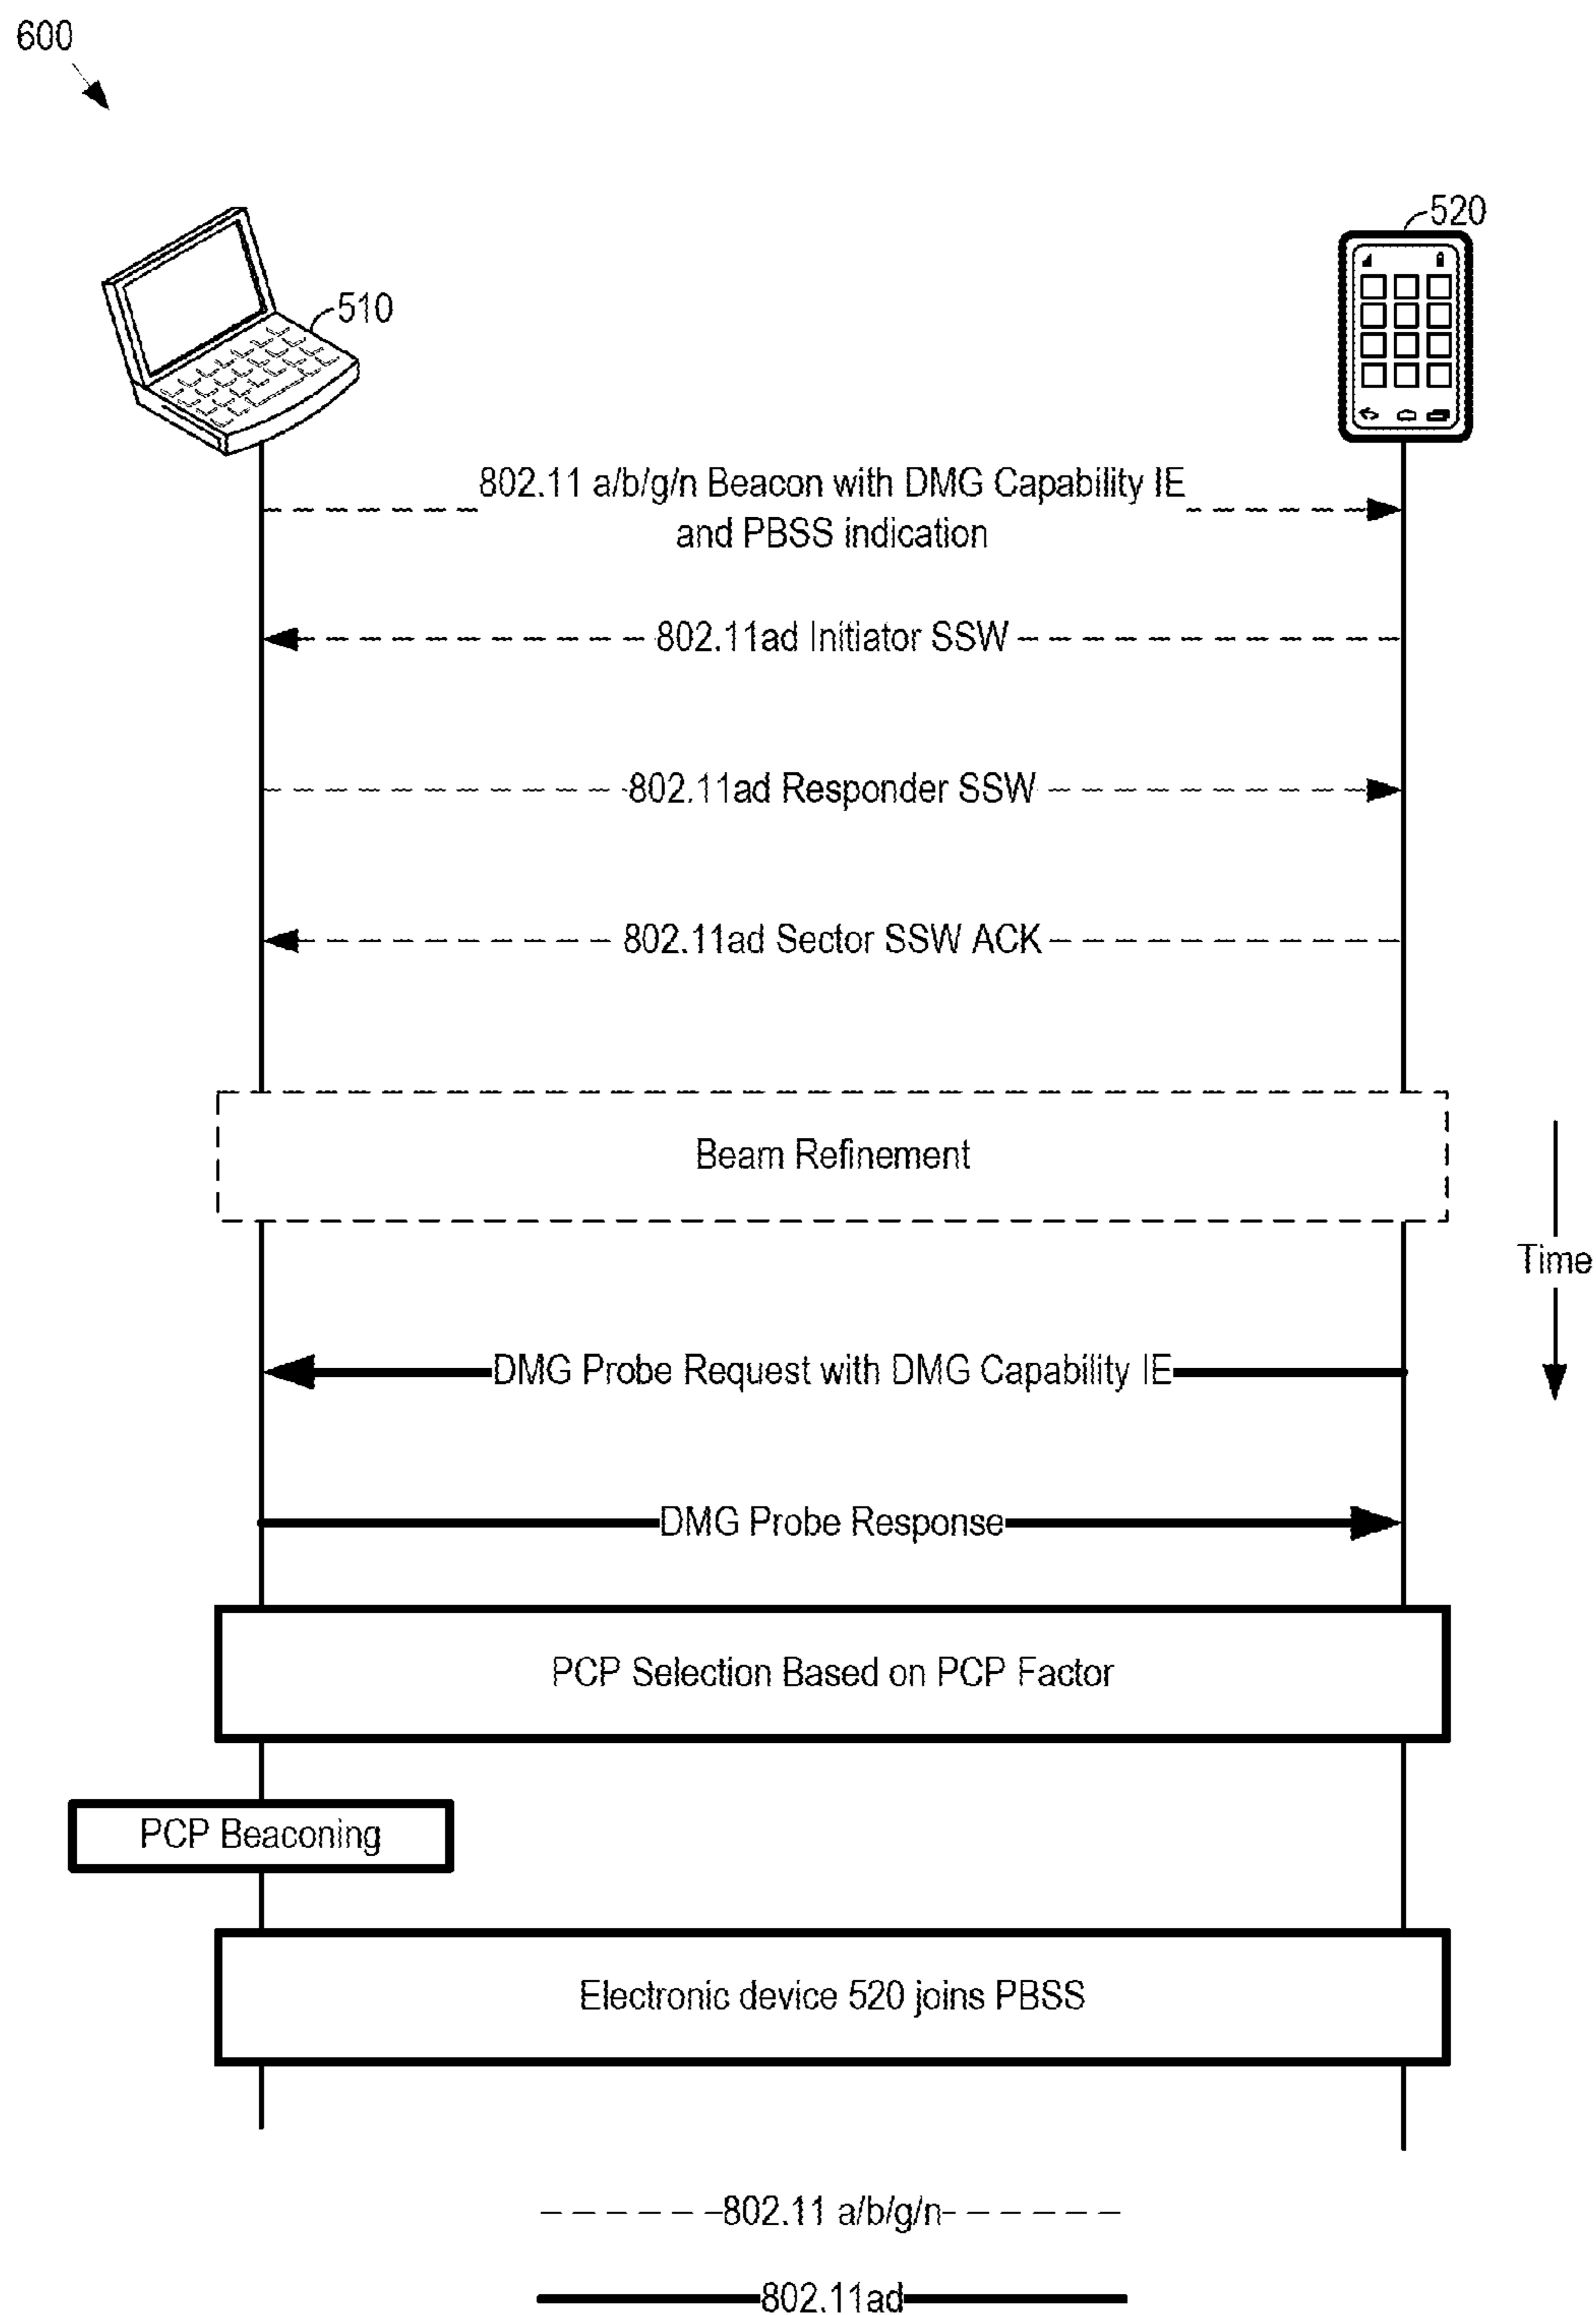 600
520
510
802.11 a/b/g/n Beacon with DMG Capability IE
and PBSS indication
802.11ad Initiator SSW
802.11ad Responder SSW
802.11ad Sector SSW ACK
Beam Refinement
Time
DMG Probe Request with DMG Capability IE
DMG Probe Response
PCP Selection Based on PCP Factor
PCP Beaconing
Electronic device 520 joins PBSS
802.11 a/b/g/n
802.11ad